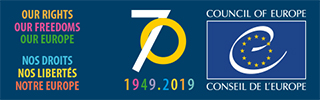 OUR RIGHTS
OUR FREEDOMS
OUR EUROPE
NOS DROITS
NOS LIBERTÉS
NOTRE EUROPE
70
1949.2019
COUNCIL OF EUROPE
CONSEIL DE L'EUROPE